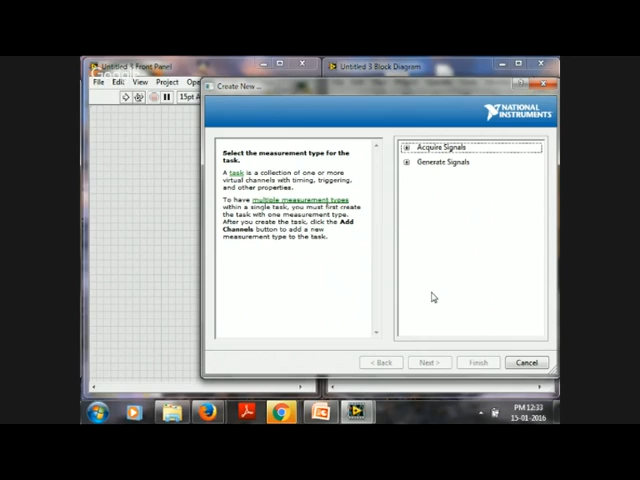 Untitled 3 Front Panel
Untitled 3 Block Diagram
File Edit View Project
15pt
Create New...
NATIONAL
INSTRUMENTS
Select the measurement type for the
task.
A task is a collection of one or more
virtual channels with timing, triggering,
and other properties.
To have multiple measurement types
within a single task, you must first create
the task with one measurement type.
After you create the task, click the Add
Channels button to add a new
measurement type to the task.
Acquire Signals
Generate Signals
< Back
Next >
Finish
Cancel
PM 12:33
15-01-2016